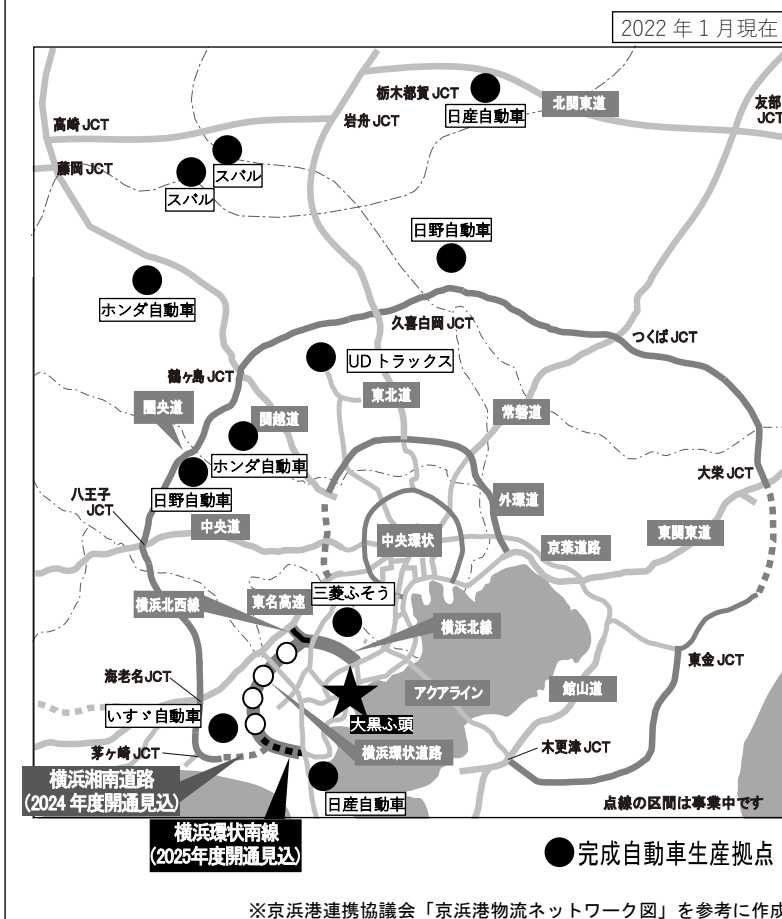 2022年1月現在
栃木都賀JCT
日産自動車
北関東道
友部
JCT
高崎JCT
岩舟JCT
藤岡JCT
スバル
スバル
日野自動車
ホンダ自動車
久喜白岡JCT
つくばJCT
UDトラックス
鶴ヶ島JCT
東北道
圏央道
関越道
常磐道
ホンダ自動車
大栄JCT
日野自動車
八王子
JCT
外環道
中央道
中央環状
東関東道
京葉道路
三菱ふそう
横浜北西線
東名高速
横浜北線
東金JCT
海老名JCT
アクアライン
館山道
いすゞ自動車
大黒ふ頭
茅ヶ崎JCT
横浜環状道路
木更津JCT
横浜湘南道路
(2024年度開通見込)
日産自動車
点線の区間は事業中です
横浜環状南線
(2025年度開通見込)
完成自動車生産拠点
※京浜港連携協議会「京浜港物流ネットワーク図」を参考に作成